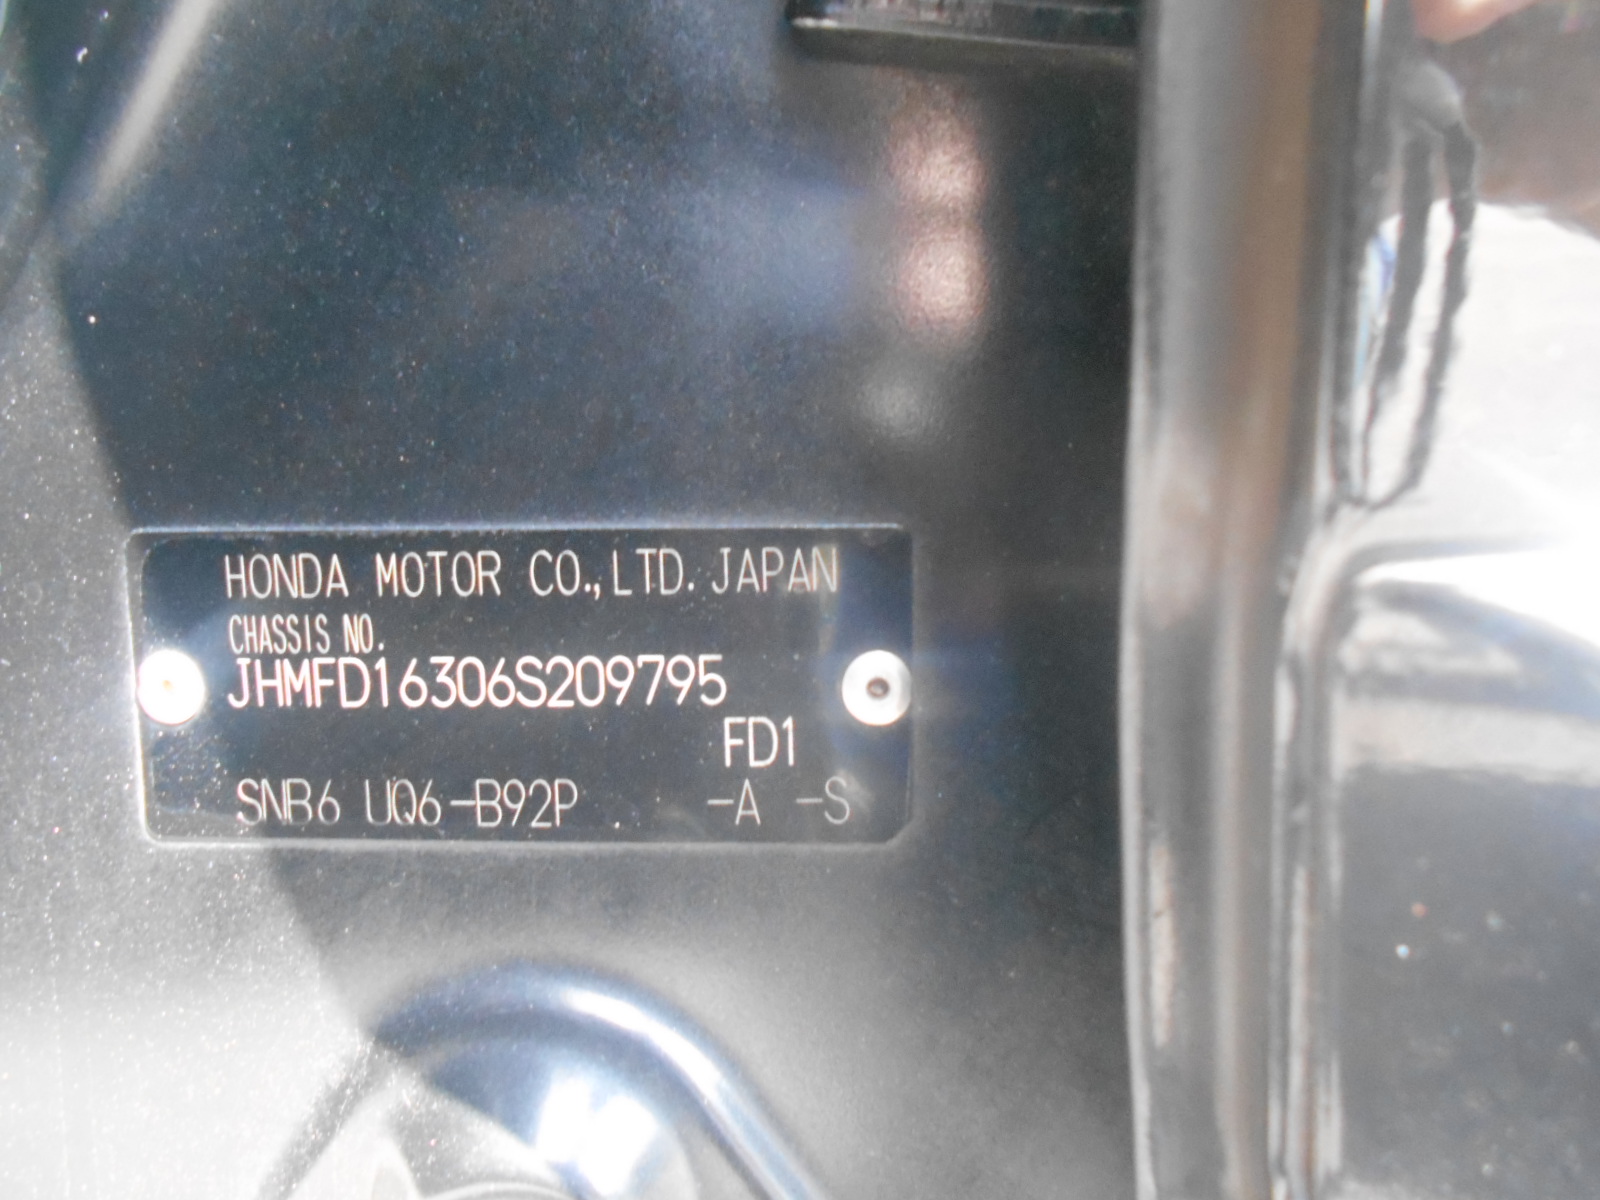 HONDA MOTOR CO.,LTD. JAPAN
CHASSIS NO.
JHMFD16306S209795
FD1
SNB6 UQ6-B92P -A -S